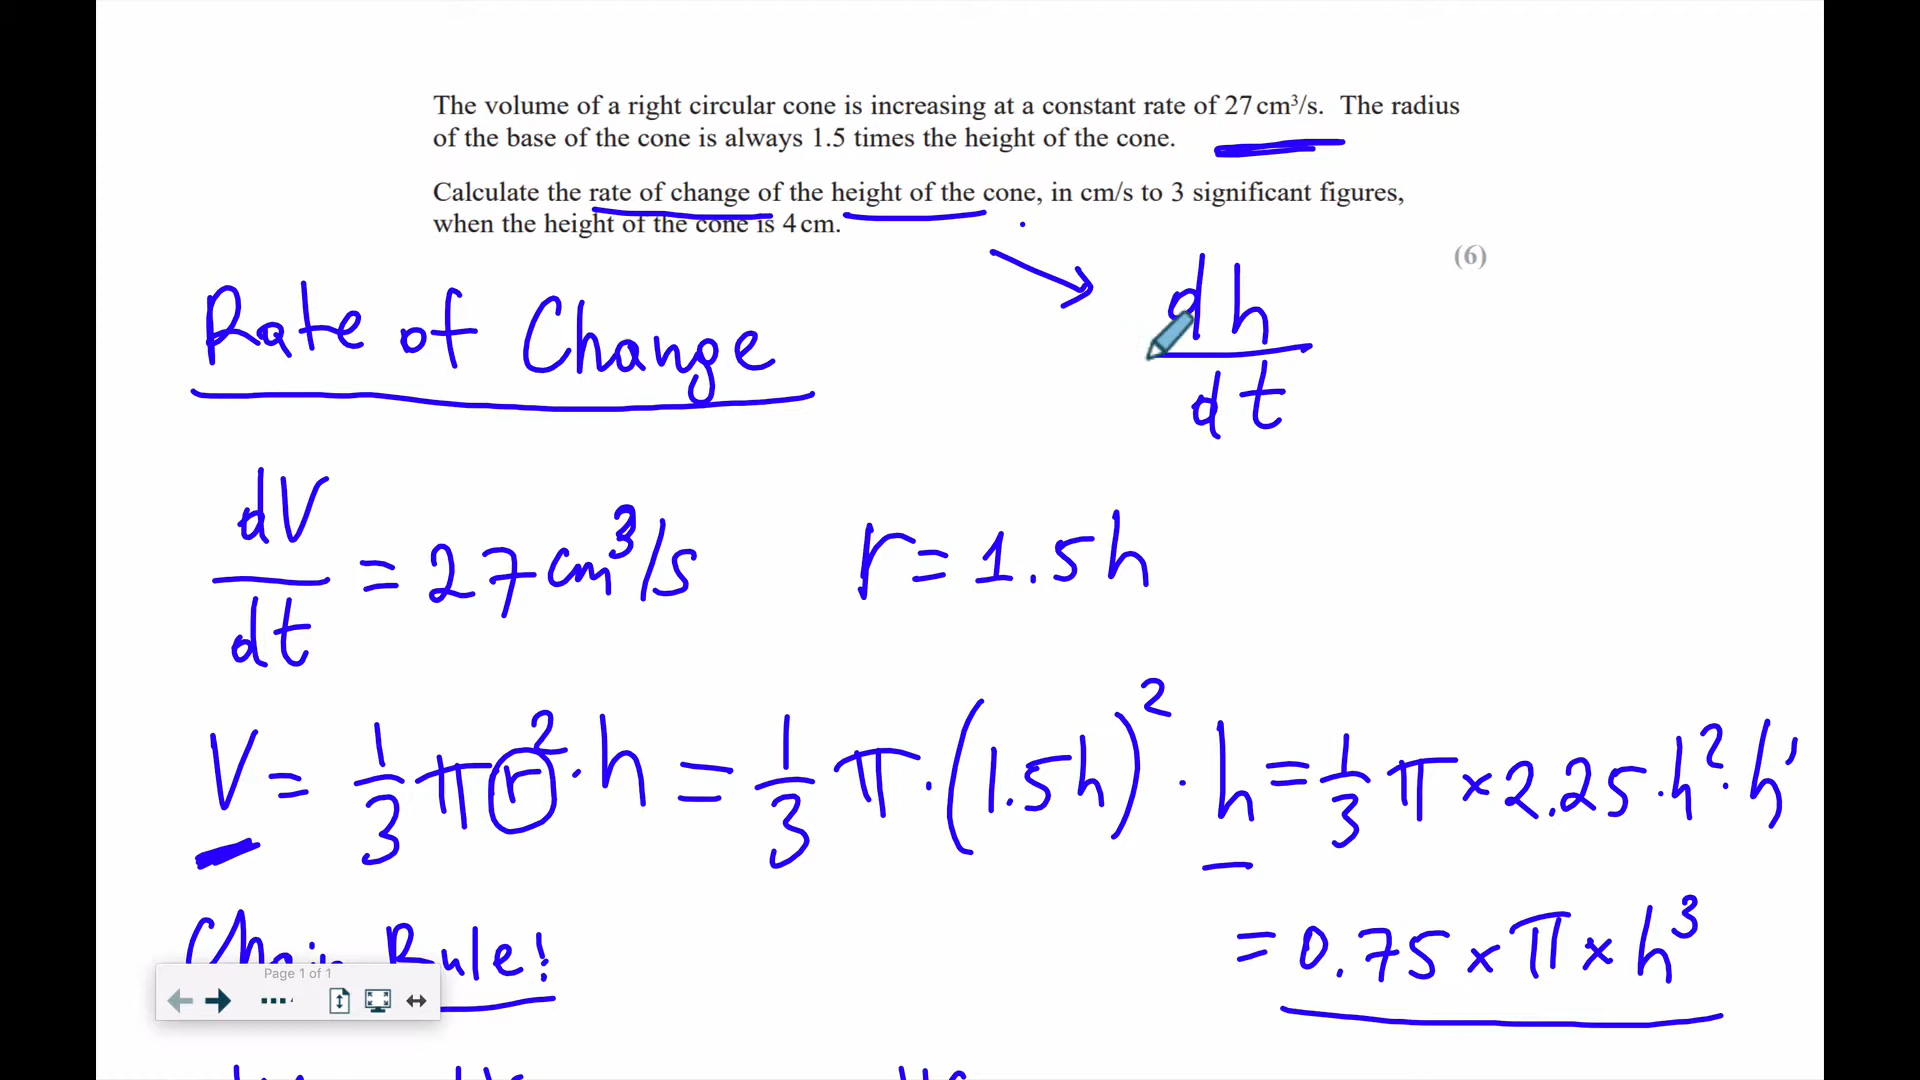 The volume of a right circular cone is increasing at a constant rate of 27 cm³/s. The radius
of the base of the cone is always 1.5 times the height of the cone.
Calculate the rate of change of the height of the cone, in cm/s to 3 significant figures,
when the height of the cone is 4 cm.
(6)
Rate of Change
dh/dt
dV/dt = 27 cm³/s r = 1.5h
V = 1/3 π r² · h = 1/3 π · (1.5h)² · h = 1/3 π × 2.25 · h² · h'
Chain Rule!
= 0.75 × π × h³
Page 1 of 1